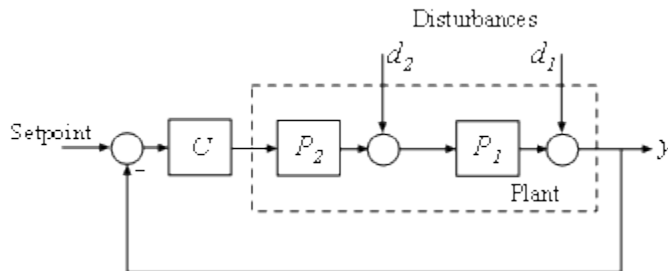 Disturbances
d2 d1
Setpoint
C P2 P1 y
−
Plant